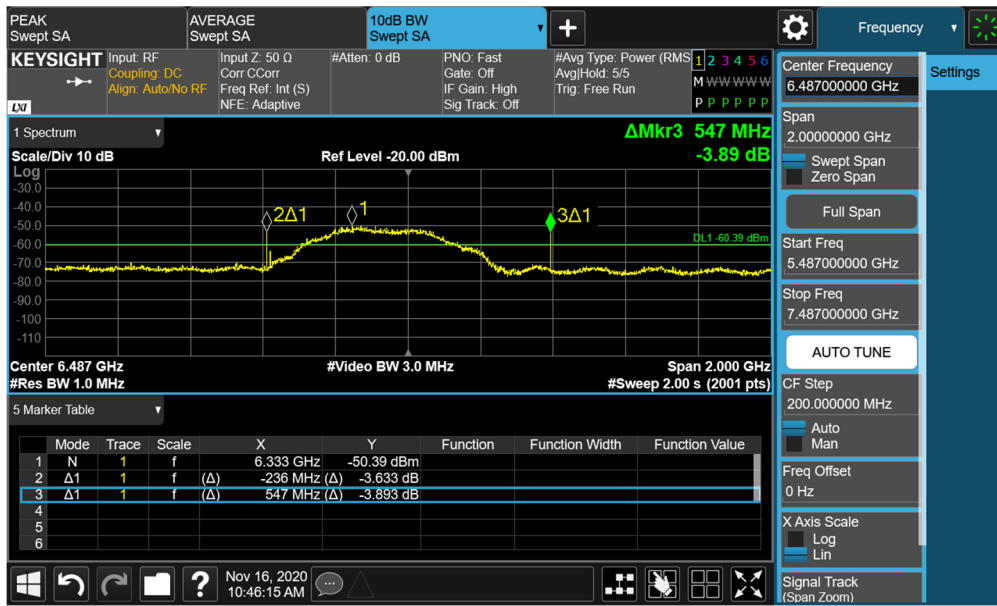 PEAK
Swept SA
AVERAGE
Swept SA
10dB BW
Swept SA
▼
+
Frequency ▼
KEYSIGHT
LXI
Input: RF
Coupling: DC
Align: Auto/No RF
Input Z: 50 Ω
Corr CCorr
Freq Ref: Int (S)
NFE: Adaptive
#Atten: 0 dB
PNO: Fast
Gate: Off
IF Gain: High
Sig Track: Off
#Avg Type: Power (RMS
Avg|Hold: 5/5
Trig: Free Run
1 2 3 4 5 6
M W W W W W
P P P P P P
1 Spectrum ▼
Scale/Div 10 dB
Ref Level -20.00 dBm
ΔMkr3 547 MHz
-3.89 dB
Log
-30.0
-40.0
-50.0
-60.0
-70.0
-80.0
-90.0
-100
-110
2Δ1
1
3Δ1
DL1 -60.39 dBm
Center 6.487 GHz
#Video BW 3.0 MHz
Span 2.000 GHz
#Res BW 1.0 MHz
#Sweep 2.00 s (2001 pts)
5 Marker Table ▼
Mode Trace Scale X Y Function Function Width Function Value
1 N 1 f 6.333 GHz -50.39 dBm
2 Δ1 1 f (Δ) -236 MHz (Δ) -3.633 dB
3 Δ1 1 f (Δ) 547 MHz (Δ) -3.893 dB
4
5
6
Center Frequency
6.487000000 GHz
Settings
Span
2.00000000 GHz
Swept Span
Zero Span
Full Span
Start Freq
5.487000000 GHz
Stop Freq
7.487000000 GHz
AUTO TUNE
CF Step
200.000000 MHz
Auto
Man
Freq Offset
0 Hz
X Axis Scale
Log
Lin
Signal Track
(Span Zoom)
?
Nov 16, 2020
10:46:15 AM